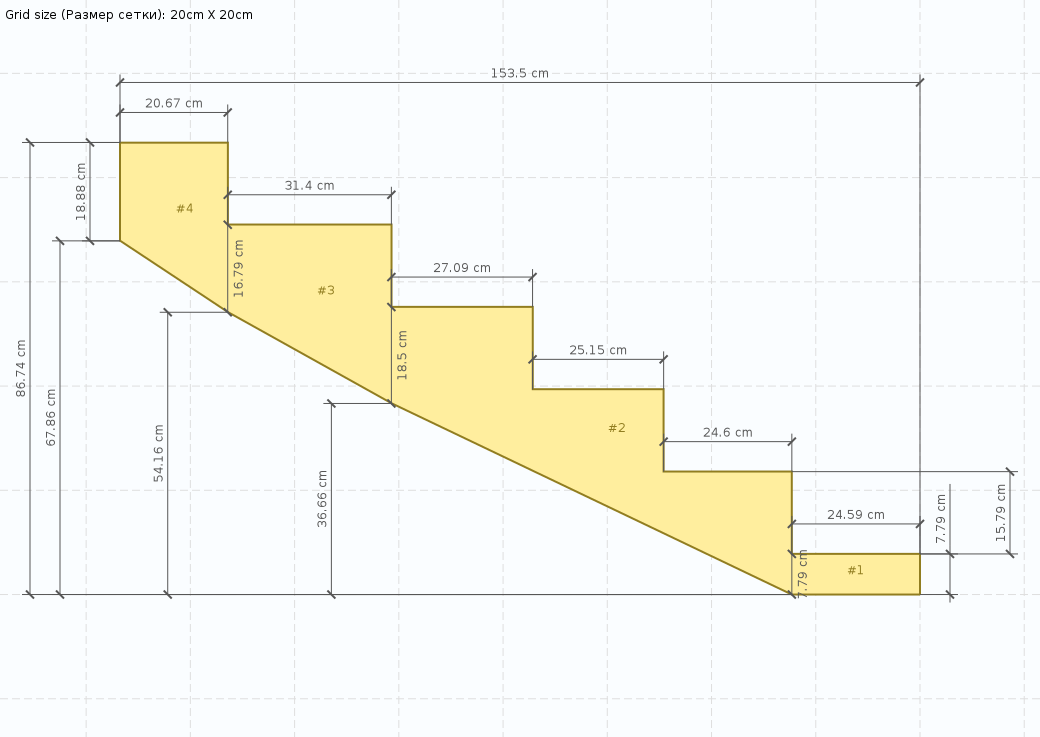 Grid size (Размер сетки): 20cm X 20cm
153.5 cm
20.67 cm
18.88 cm
#4
31.4 cm
16.79 cm
#3
27.09 cm
18.5 cm
25.15 cm
86.74 cm
67.86 cm
54.16 cm
36.66 cm
#2
24.6 cm
24.59 cm
7.79 cm
15.79 cm
7.79 cm
#1